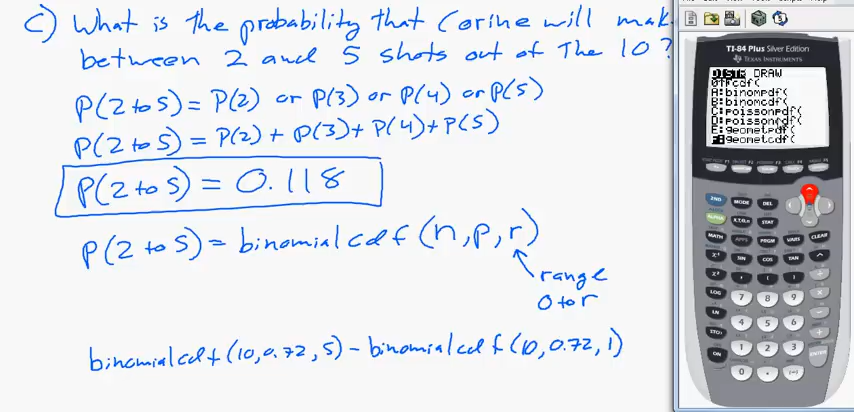 c) What is the probability that Corine will mak
between 2 and 5 shots out of The 10?
P(2 to 5) = P(2) or P(3) or P(4) or P(5)
P(2 to 5) = P(2) + P(3) + P(4) + P(5)
P(2 to 5) = 0.118
P(2 to 5) = binomialcdf(n, p, r)
range
0 to r
binomialcdf(10, 0.72, 5) - binomialcdf(10, 0.72, 1)
TI-84 Plus Silver Edition
TEXAS INSTRUMENTS
DISTR DRAW
0↑Fcdf(
A:binompdf(
B:binomcdf(
C:poissonpdf(
D:poissoncdf(
E:geometpdf(
F:geometcdf(
2ND MODE DEL
ALPHA X,T,Θ,n STAT
MATH APPS PRGM VARS CLEAR
SIN COS TAN
LOG 7 8 9
LN 4 5 6
STO 1 2 3
ON 0 . (-) ENTER